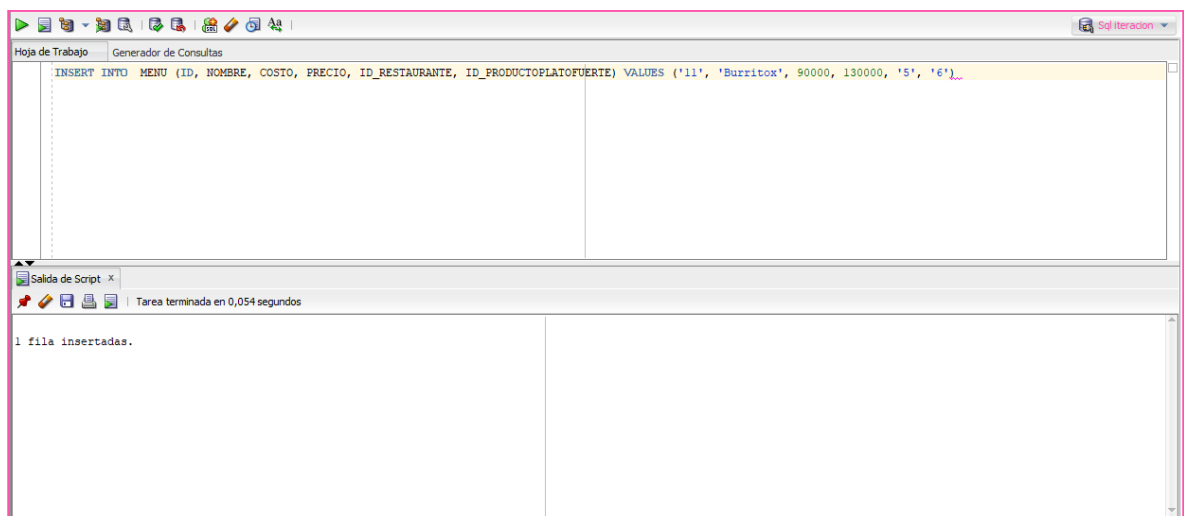 Sql iteracion
Hoja de Trabajo Generador de Consultas
INSERT INTO MENU (ID, NOMBRE, COSTO, PRECIO, ID_RESTAURANTE, ID_PRODUCTOPLATOFUERTE) VALUES ('11', 'Burritox', 90000, 130000, '5', '6')
Salida de Script x
Tarea terminada en 0,054 segundos
1 fila insertadas.